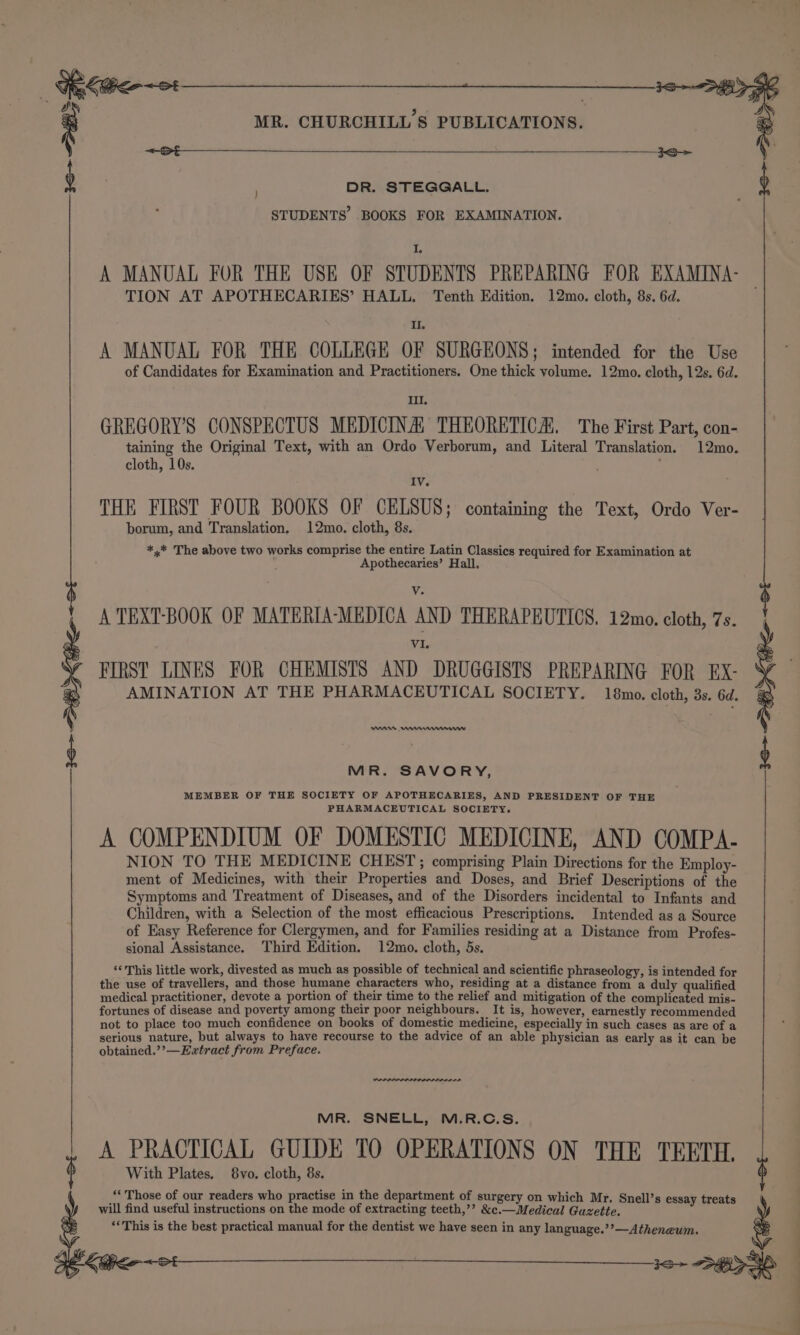 MR. CHURCHILL'S PUBLICATIONS.
DR. STEGGALL.
STUDENTS' BOOKS FOR EXAMINATION.
I.
A MANUAL FOR THE USE OF STUDENTS PREPARING FOR EXAMINA-
TION AT APOTHECARIES' HALL. Tenth Edition. 12mo. cloth, 8s. 6d.
II.
A MANUAL FOR THE COLLEGE OF SURGEONS; intended for the Use
of Candidates for Examination and Practitioners. One thick volume. 12mo. cloth, 12s. 6d.
III.
GREGORY'S CONSPECTUS MEDICINÆ THEORETICÆ. The First Part, con-
taining the Original Text, with an Ordo Verborum, and Literal Translation. 12mo.
cloth, 10s.
IV.
THE FIRST FOUR BOOKS OF CELSUS; containing the Text, Ordo Ver-
borum, and Translation. 12mo. cloth, 8s.
*** The above two works comprise the entire Latin Classics required for Examination at
Apothecaries' Hall.
V.
A TEXT-BOOK OF MATERIA-MEDICA AND THERAPEUTICS. 12mo. cloth, 7s.
VI.
FIRST LINES FOR CHEMISTS AND DRUGGISTS PREPARING FOR EX-
AMINATION AT THE PHARMACEUTICAL SOCIETY. 18mo. cloth, 3s. 6d.
MR. SAVORY,
MEMBER OF THE SOCIETY OF APOTHECARIES, AND PRESIDENT OF THE
PHARMACEUTICAL SOCIETY.
A COMPENDIUM OF DOMESTIC MEDICINE, AND COMPA-
NION TO THE MEDICINE CHEST; comprising Plain Directions for the Employ-
ment of Medicines, with their Properties and Doses, and Brief Descriptions of the
Symptoms and Treatment of Diseases, and of the Disorders incidental to Infants and
Children, with a Selection of the most efficacious Prescriptions. Intended as a Source
of Easy Reference for Clergymen, and for Families residing at a Distance from Profes-
sional Assistance. Third Edition. 12mo. cloth, 5s.
"This little work, divested as much as possible of technical and scientific phraseology, is intended for
the use of travellers, and those humane characters who, residing at a distance from a duly qualified
medical practitioner, devote a portion of their time to the relief and mitigation of the complicated mis-
fortunes of disease and poverty among their poor neighbours. It is, however, earnestly recommended
not to place too much confidence on books of domestic medicine, especially in such cases as are of a
serious nature, but always to have recourse to the advice of an able physician as early as it can be
obtained."—Extract from Preface.
MR. SNELL, M.R.C.S.
A PRACTICAL GUIDE TO OPERATIONS ON THE TEETH.
With Plates. 8vo. cloth, 8s.
"Those of our readers who practise in the department of surgery on which Mr. Snell's essay treats
will find useful instructions on the mode of extracting teeth," &c.—Medical Gazette.
"This is the best practical manual for the dentist we have seen in any language."—Athenæum.